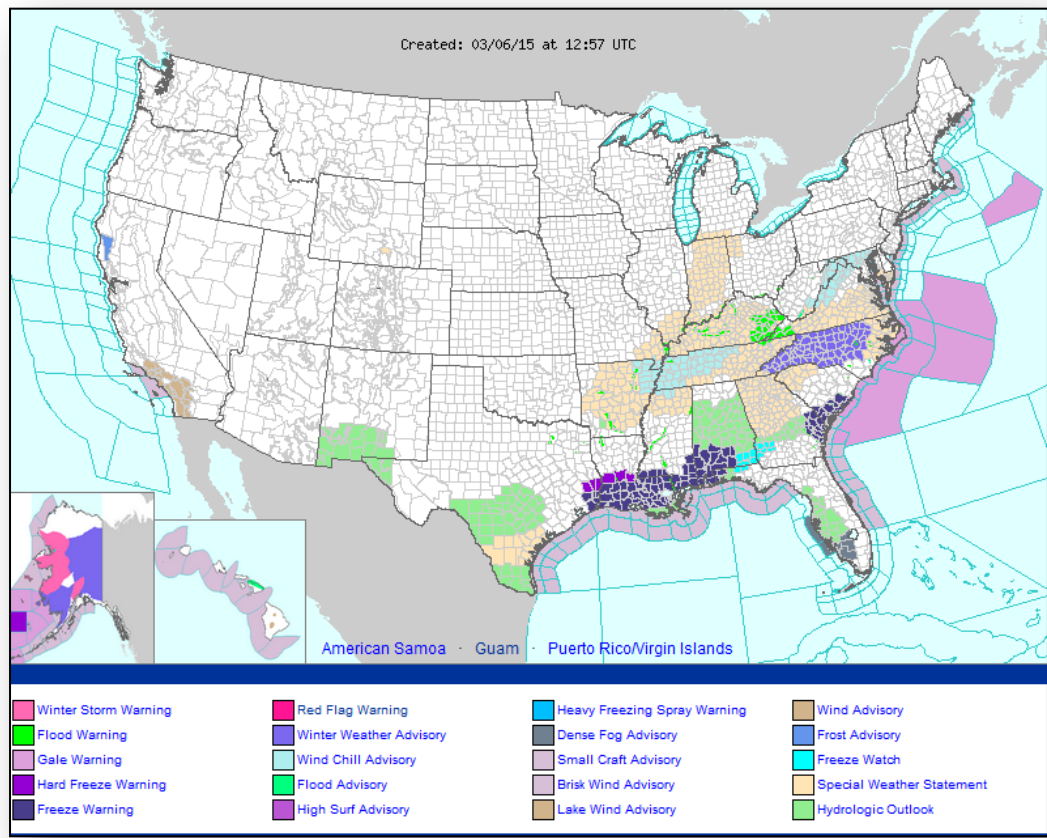 Created: 03/06/15 at 12:57 UTC
American Samoa · Guam · Puerto Rico/Virgin Islands
Winter Storm Warning
Red Flag Warning
Heavy Freezing Spray Warning
Wind Advisory
Flood Warning
Winter Weather Advisory
Dense Fog Advisory
Frost Advisory
Gale Warning
Wind Chill Advisory
Small Craft Advisory
Freeze Watch
Hard Freeze Warning
Flood Advisory
Brisk Wind Advisory
Special Weather Statement
Freeze Warning
High Surf Advisory
Lake Wind Advisory
Hydrologic Outlook